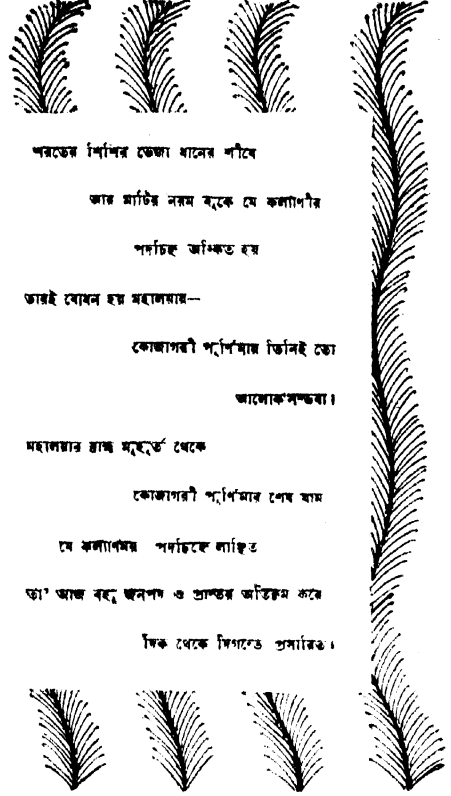 শরতের শিশির ভেজা ধানের শীষে
আর মাটির নরম বুকে যে কল্যাণীর
পদচিহ্ন অঙ্কিত হয়
তারই বোধন হয় মহালয়ায়—
কোজাগরী পূর্ণিমায় তিনিই তো
আলোকসম্ভবা।
মহালয়ার ব্রাহ্ম মুহূর্ত থেকে
কোজাগরী পূর্ণিমার শেষ যাম
যে কল্যাণময় পদচিহ্নে লাঞ্ছিত
তা’ আজ বহু জনপদ ও প্রান্তর অতিক্রম করে
দিক থেকে দিগন্তে প্রসারিত।